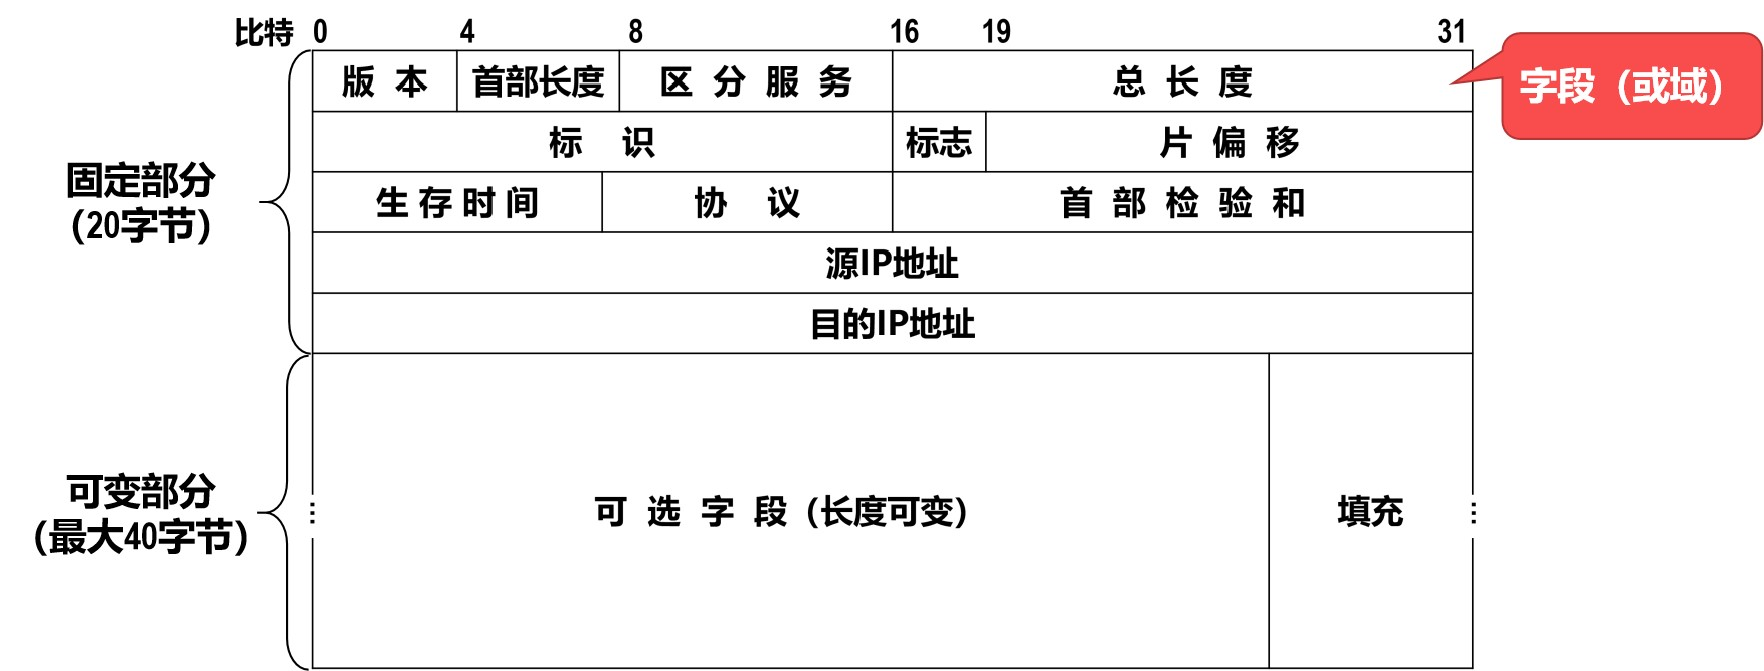 比特 0 4 8 16 19 31
版 本 首部长度 区 分 服 务 总 长 度
字段（或域）
标 识 标志 片 偏 移
固定部分
(20字节)
生 存 时 间 协 议 首 部 检 验 和
源IP地址
目的IP地址
可变部分
(最大40字节)
可 选 字 段 (长度可变) 填充